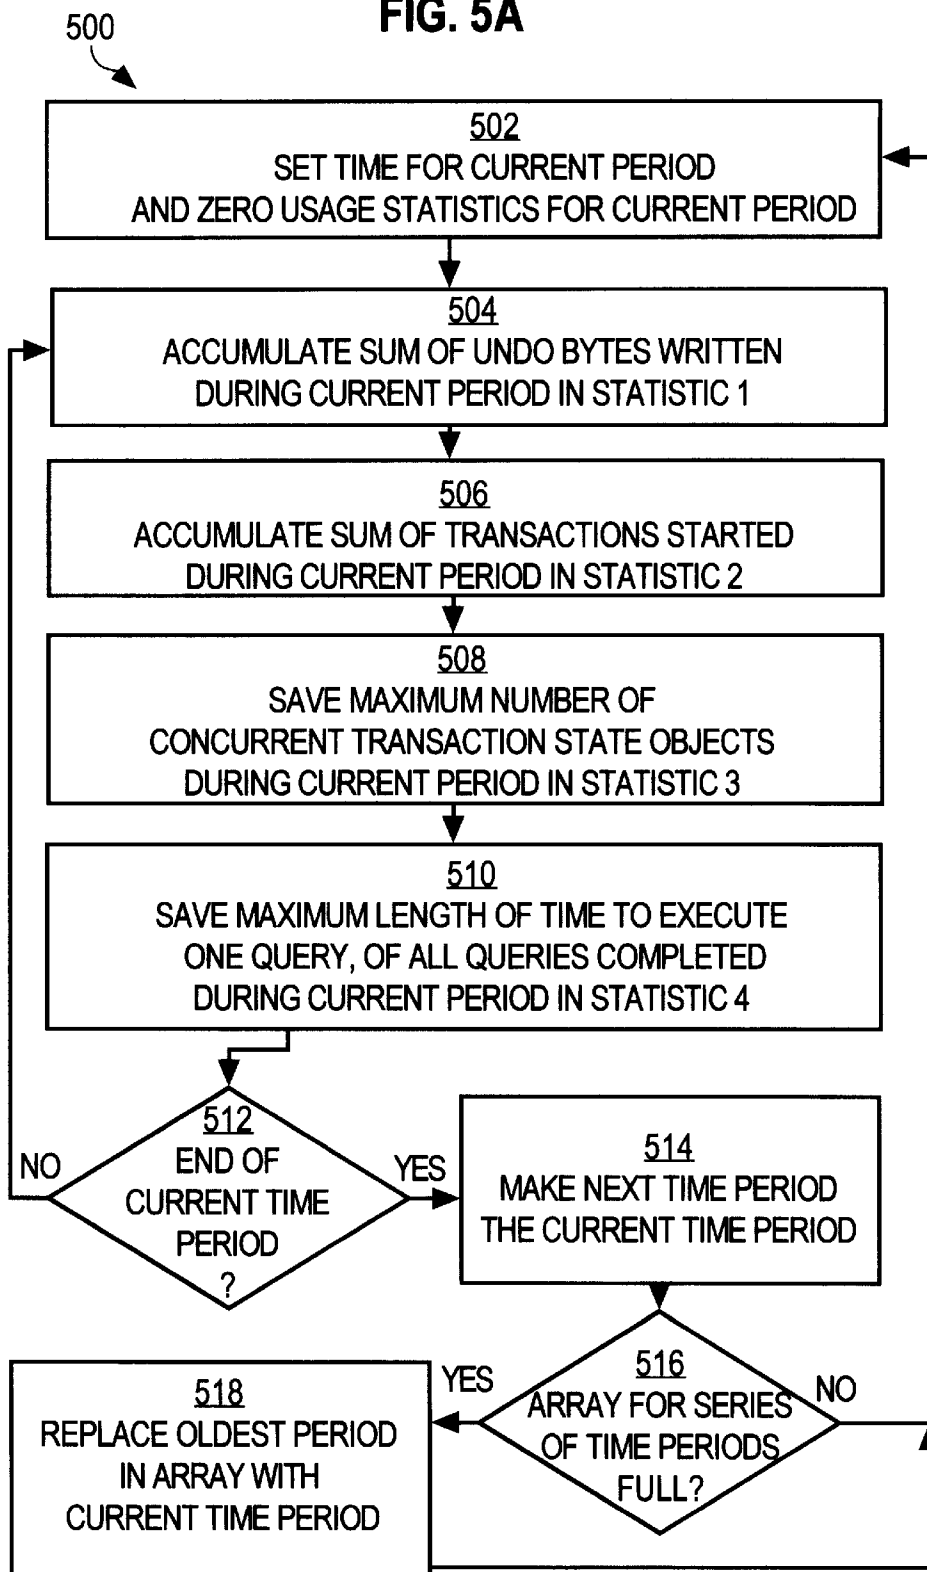 FIG. 5A
500
502
SET TIME FOR CURRENT PERIOD
AND ZERO USAGE STATISTICS FOR CURRENT PERIOD
504
ACCUMULATE SUM OF UNDO BYTES WRITTEN
DURING CURRENT PERIOD IN STATISTIC 1
506
ACCUMULATE SUM OF TRANSACTIONS STARTED
DURING CURRENT PERIOD IN STATISTIC 2
508
SAVE MAXIMUM NUMBER OF
CONCURRENT TRANSACTION STATE OBJECTS
DURING CURRENT PERIOD IN STATISTIC 3
510
SAVE MAXIMUM LENGTH OF TIME TO EXECUTE
ONE QUERY, OF ALL QUERIES COMPLETED
DURING CURRENT PERIOD IN STATISTIC 4
512
END OF
CURRENT TIME
PERIOD
?
NO
YES
514
MAKE NEXT TIME PERIOD
THE CURRENT TIME PERIOD
516
ARRAY FOR SERIES
OF TIME PERIODS
FULL?
YES
NO
518
REPLACE OLDEST PERIOD
IN ARRAY WITH
CURRENT TIME PERIOD